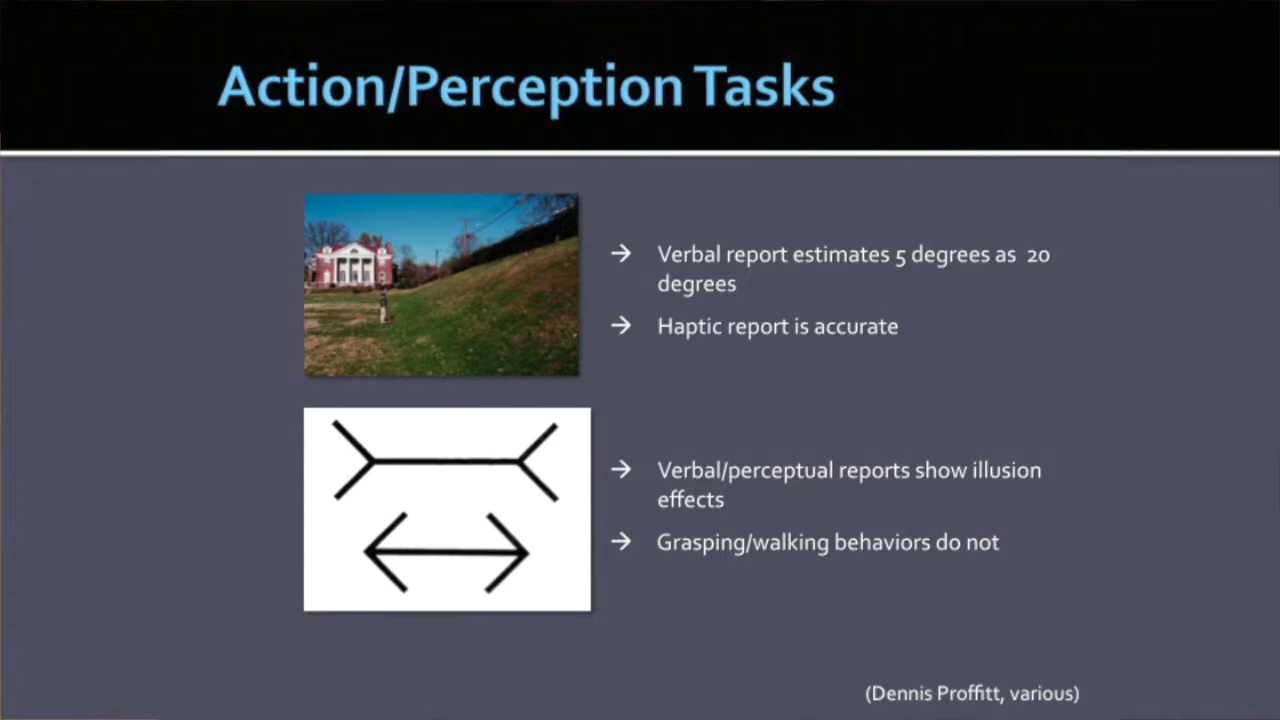 Action/Perception Tasks
→ Verbal report estimates 5 degrees as 20
degrees
→ Haptic report is accurate
→ Verbal/perceptual reports show illusion
effects
→ Grasping/walking behaviors do not
(Dennis Proffitt, various)